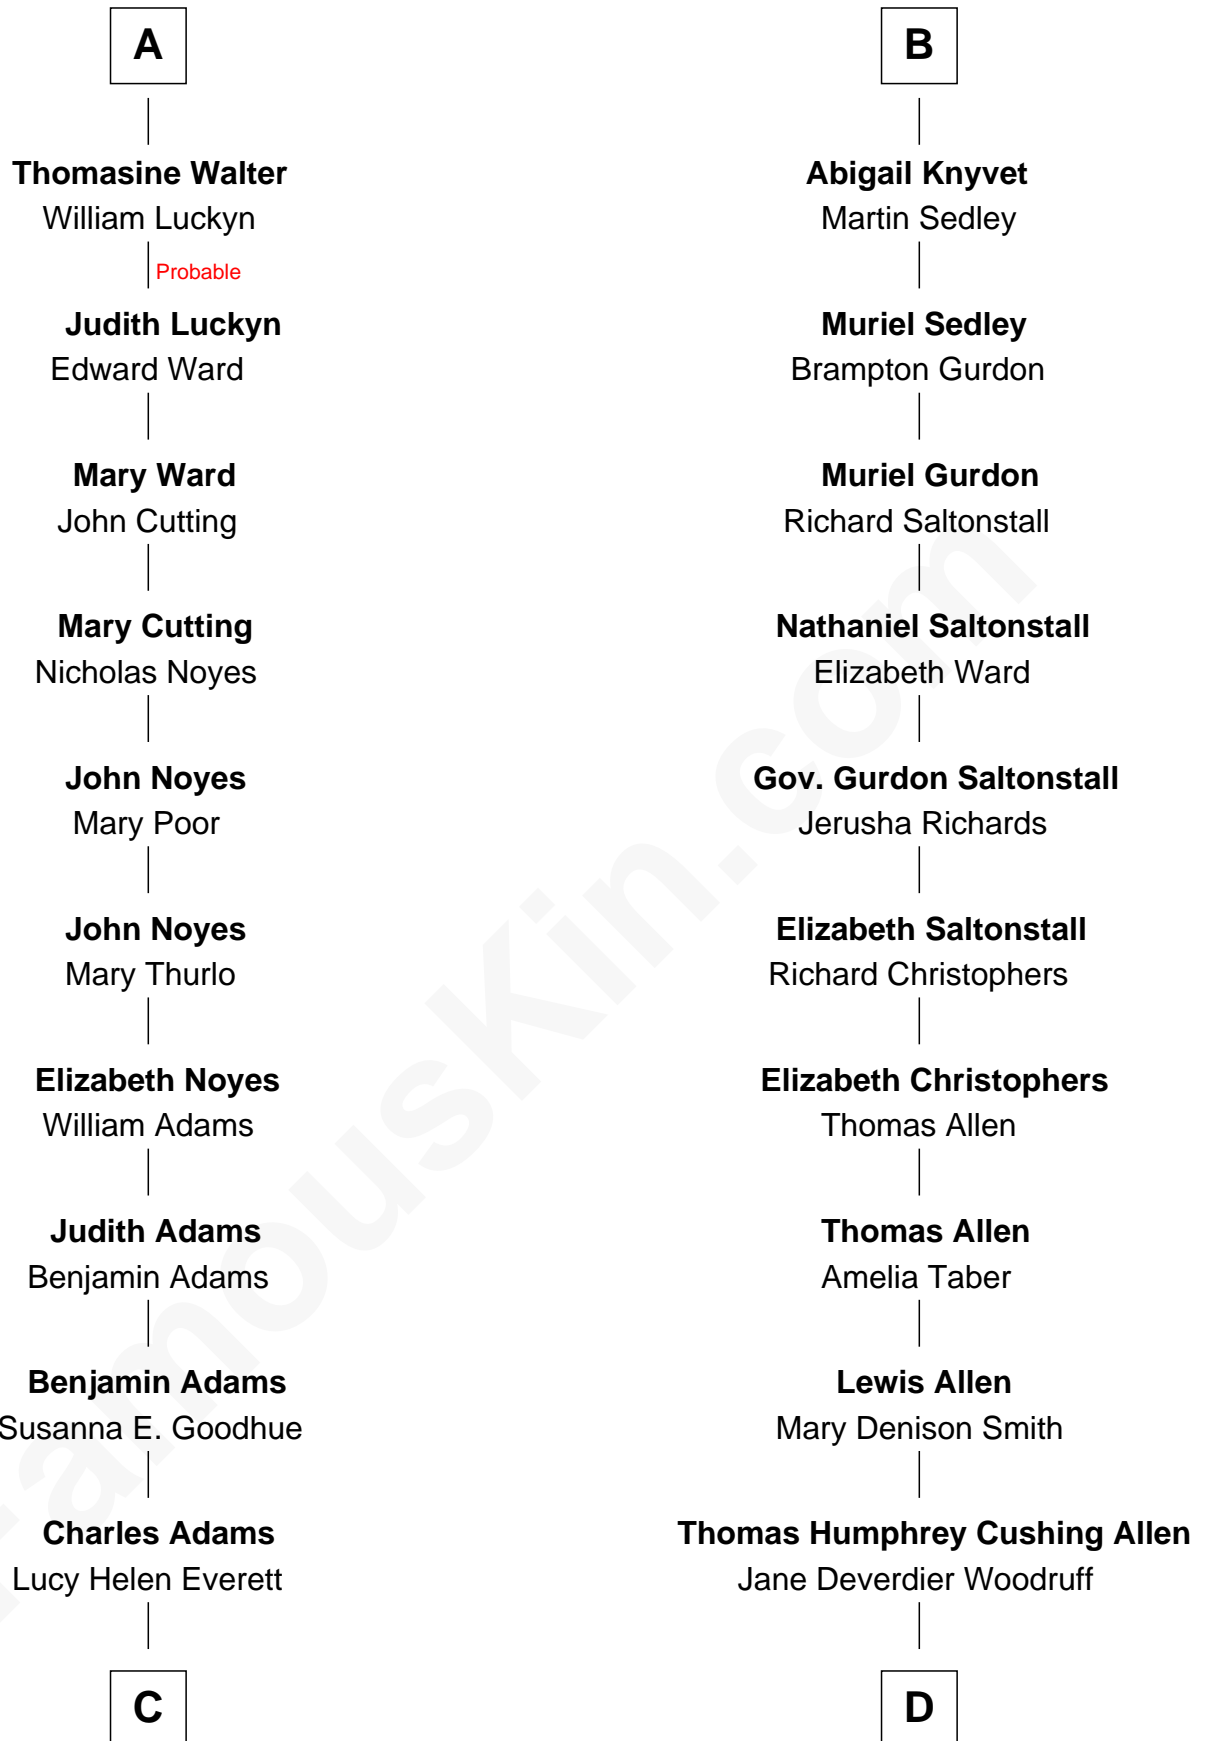 A
Thomasine Walter
William Luckyn
Probable
Judith Luckyn
Edward Ward
Mary Ward
John Cutting
Mary Cutting
Nicholas Noyes
John Noyes
Mary Poor
John Noyes
Mary Thurlo
Elizabeth Noyes
William Adams
Judith Adams
Benjamin Adams
Benjamin Adams
Susanna E. Goodhue
Charles Adams
Lucy Helen Everett
C
B
Abigail Knyvet
Martin Sedley
Muriel Sedley
Brampton Gurdon
Muriel Gurdon
Richard Saltonstall
Nathaniel Saltonstall
Elizabeth Ward
Gov. Gurdon Saltonstall
Jerusha Richards
Elizabeth Saltonstall
Richard Christophers
Elizabeth Christophers
Thomas Allen
Thomas Allen
Amelia Taber
Lewis Allen
Mary Denison Smith
Thomas Humphrey Cushing Allen
Jane Deverdier Woodruff
D
FamousKin.com